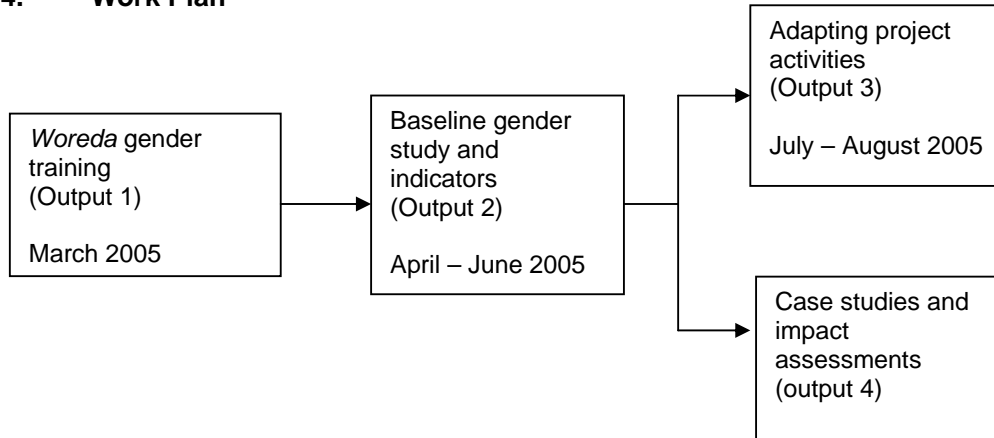 4. Work Plan
Woreda gender
training
(Output 1)
March 2005
Baseline gender
study and
indicators
(Output 2)
April – June 2005
Adapting project
activities
(Output 3)
July – August 2005
Case studies and
impact
assessments
(output 4)